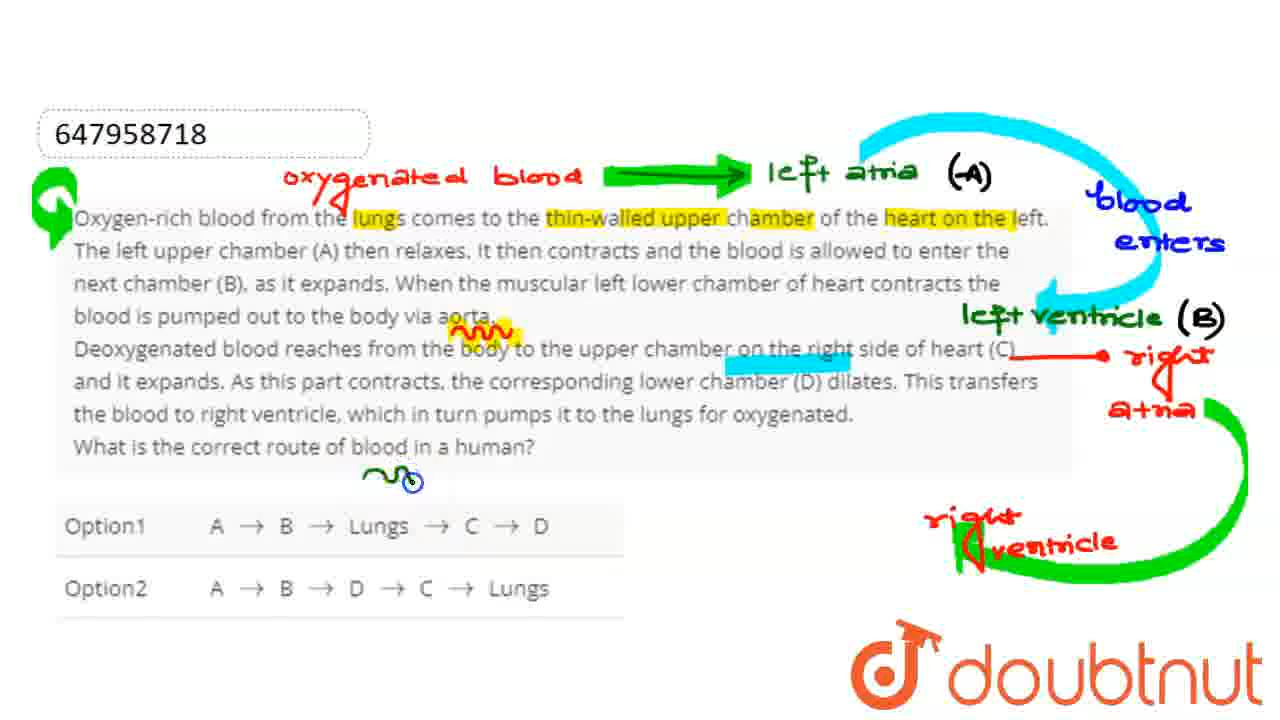 647958718
oxygenated blood → left atria (A)
Oxygen-rich blood from the lungs comes to the thin-walled upper chamber of the heart on the left.
The left upper chamber (A) then relaxes. It then contracts and the blood is allowed to enter the
next chamber (B), as it expands. When the muscular left lower chamber of heart contracts the
blood is pumped out to the body via aorta.
Deoxygenated blood reaches from the body to the upper chamber on the right side of heart (C)
and it expands. As this part contracts, the corresponding lower chamber (D) dilates. This transfers
the blood to right ventricle, which in turn pumps it to the lungs for oxygenated.
What is the correct route of blood in a human?
blood
enters
left ventricle (B)
right
atria
right
ventricle
Option1 A → B → Lungs → C → D
Option2 A → B → D → C → Lungs
doubtnut